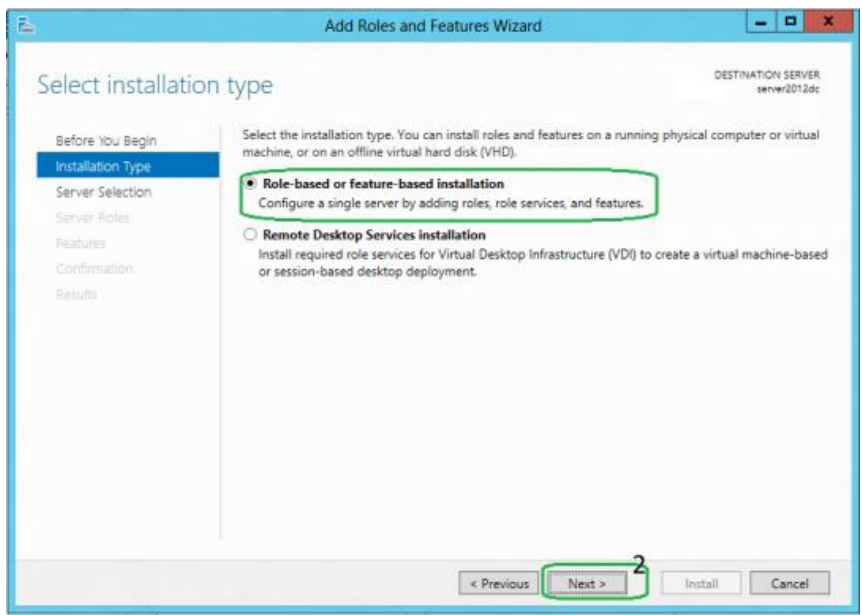 Add Roles and Features Wizard
Select installation type
DESTINATION SERVER
server2012dc
Before You Begin
Installation Type
Server Selection
Server Roles
Features
Confirmation
Results
Select the installation type. You can install roles and features on a running physical computer or virtual
machine, or on an offline virtual hard disk (VHD).
Role-based or feature-based installation
Configure a single server by adding roles, role services, and features.
Remote Desktop Services installation
Install required role services for Virtual Desktop Infrastructure (VDI) to create a virtual machine-based
or session-based desktop deployment.
2
< Previous Next > Install Cancel